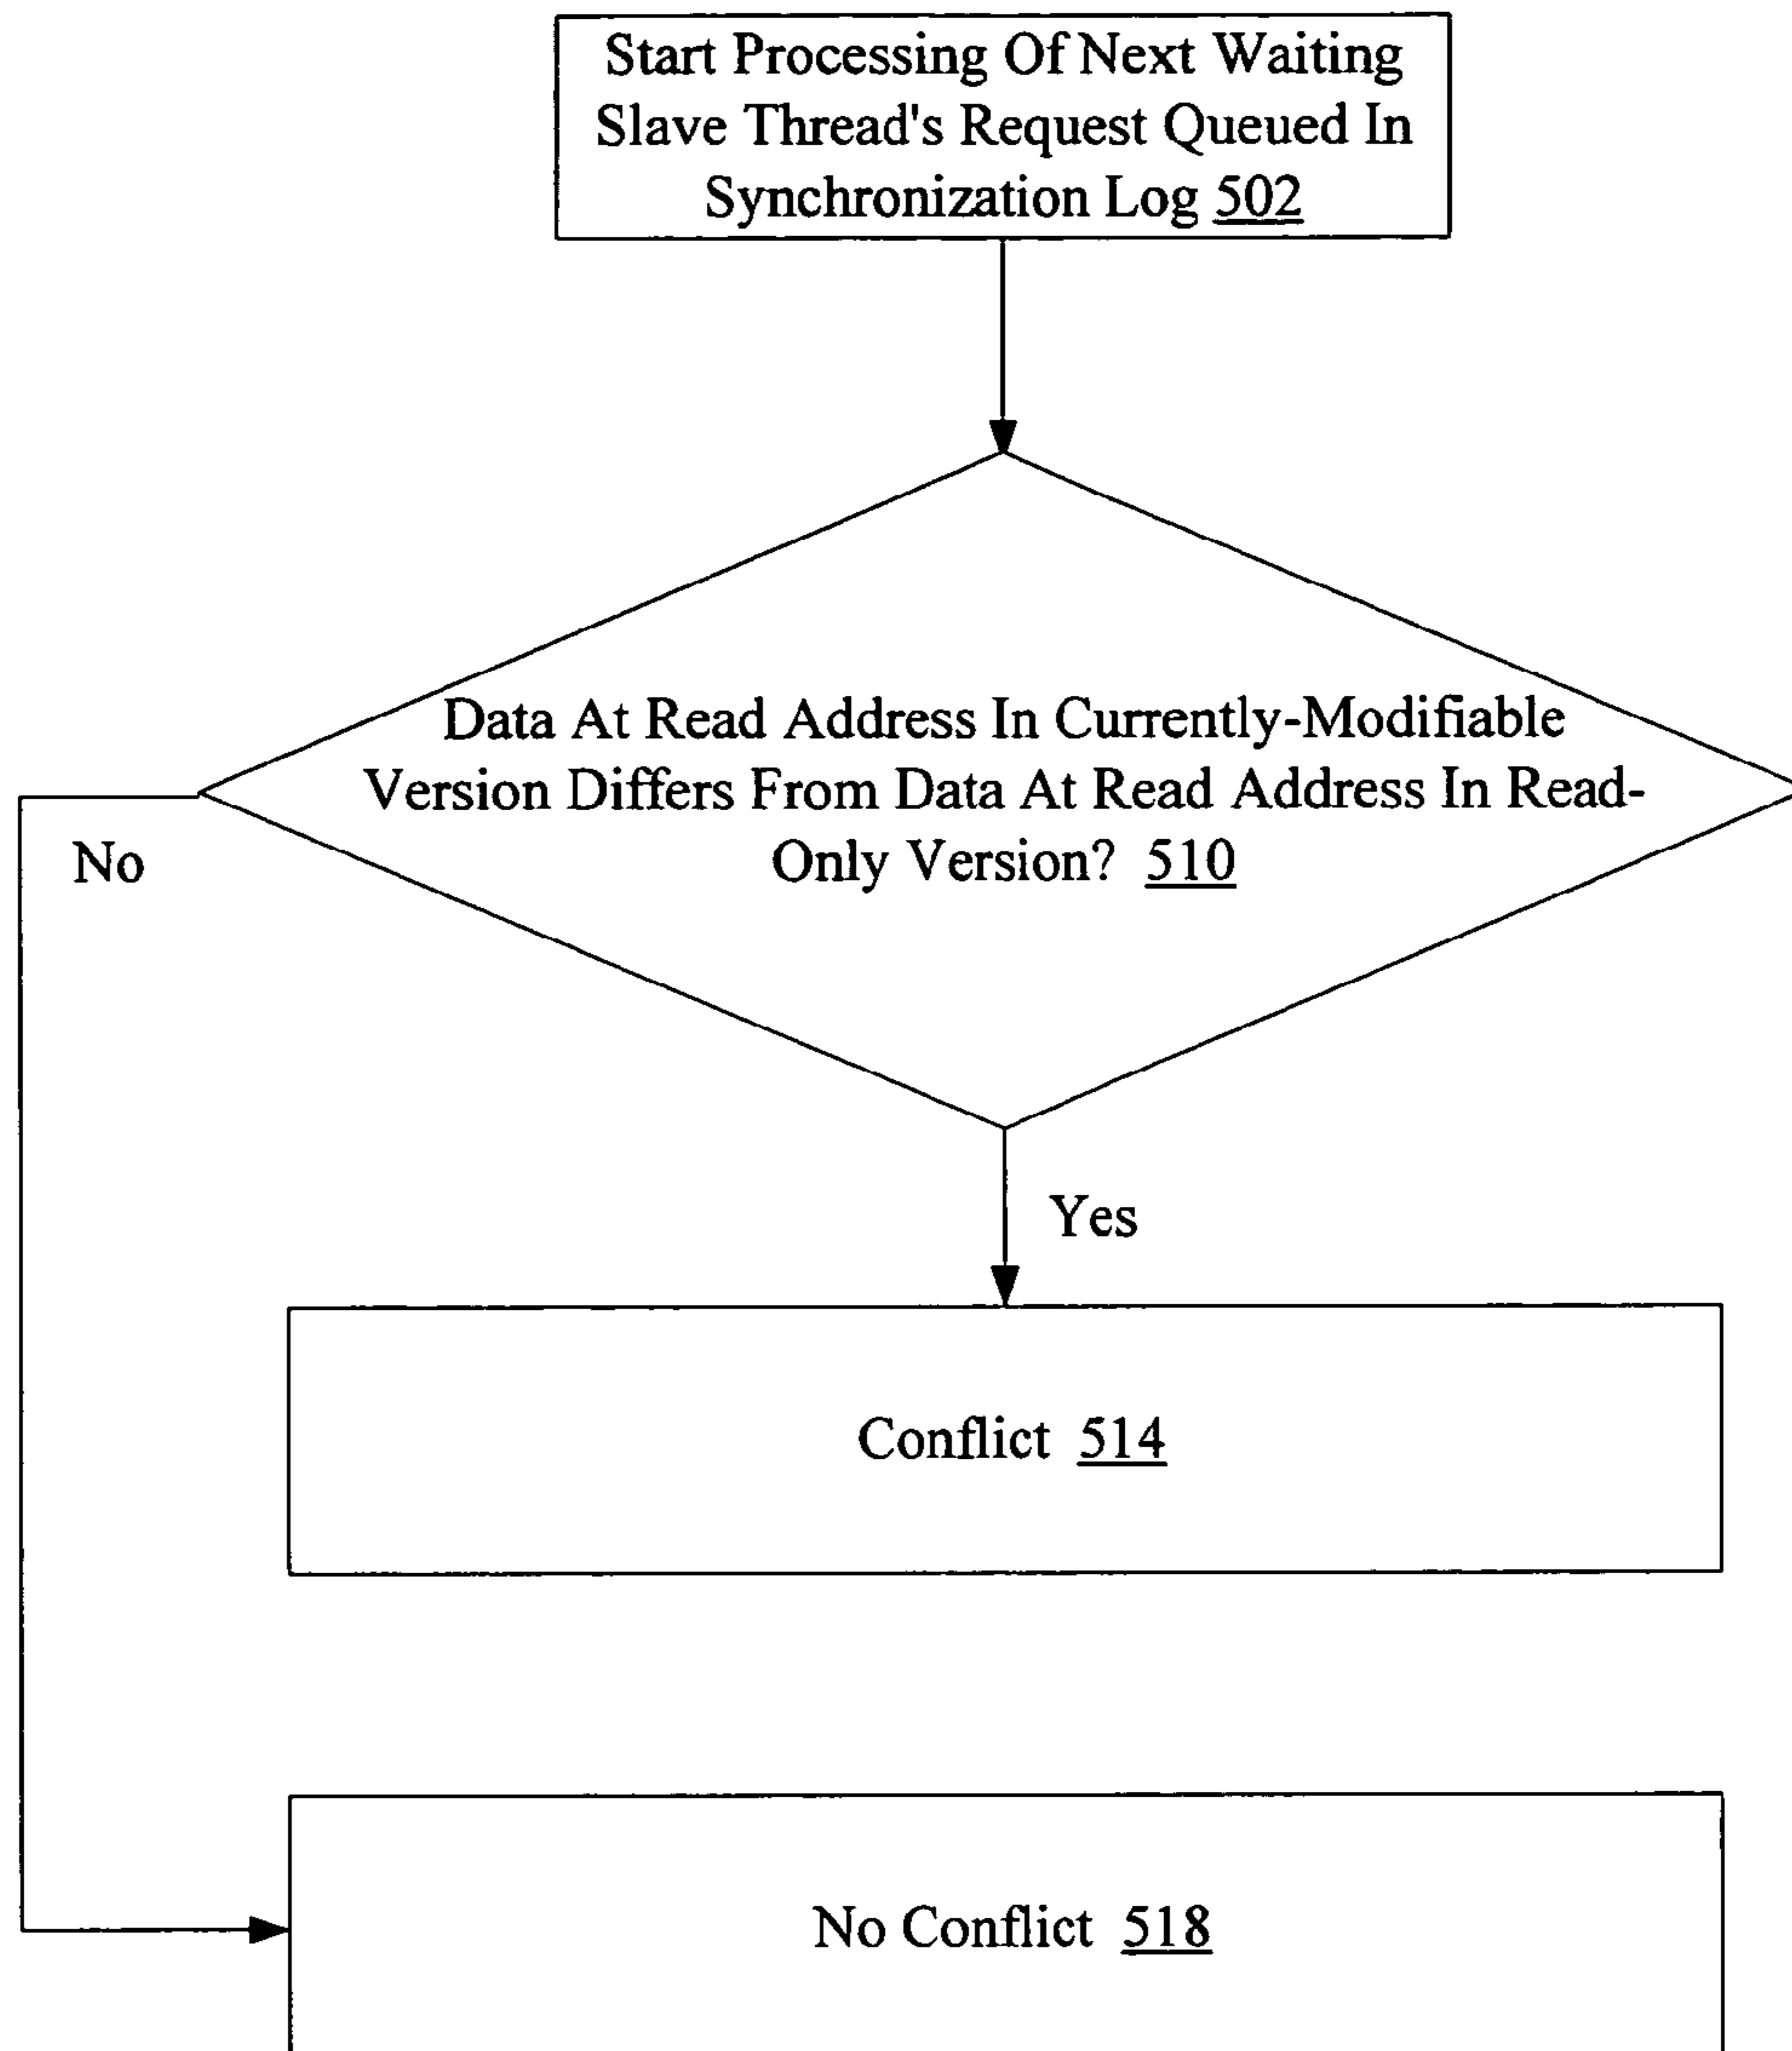 Start Processing Of Next Waiting
Slave Thread's Request Queued In
Synchronization Log 502
Data At Read Address In Currently-Modifiable
Version Differs From Data At Read Address In Read-
Only Version? 510
No
Yes
Conflict 514
No Conflict 518